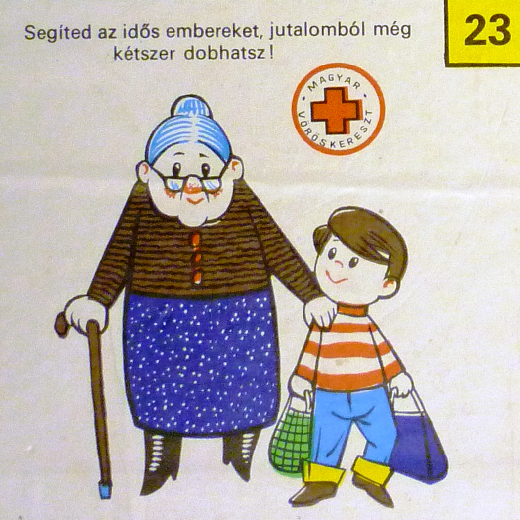 Segíted az idős embereket, jutalomból még
kétszer dobhatsz!
23
MAGYAR
VÖRÖSKERESZT